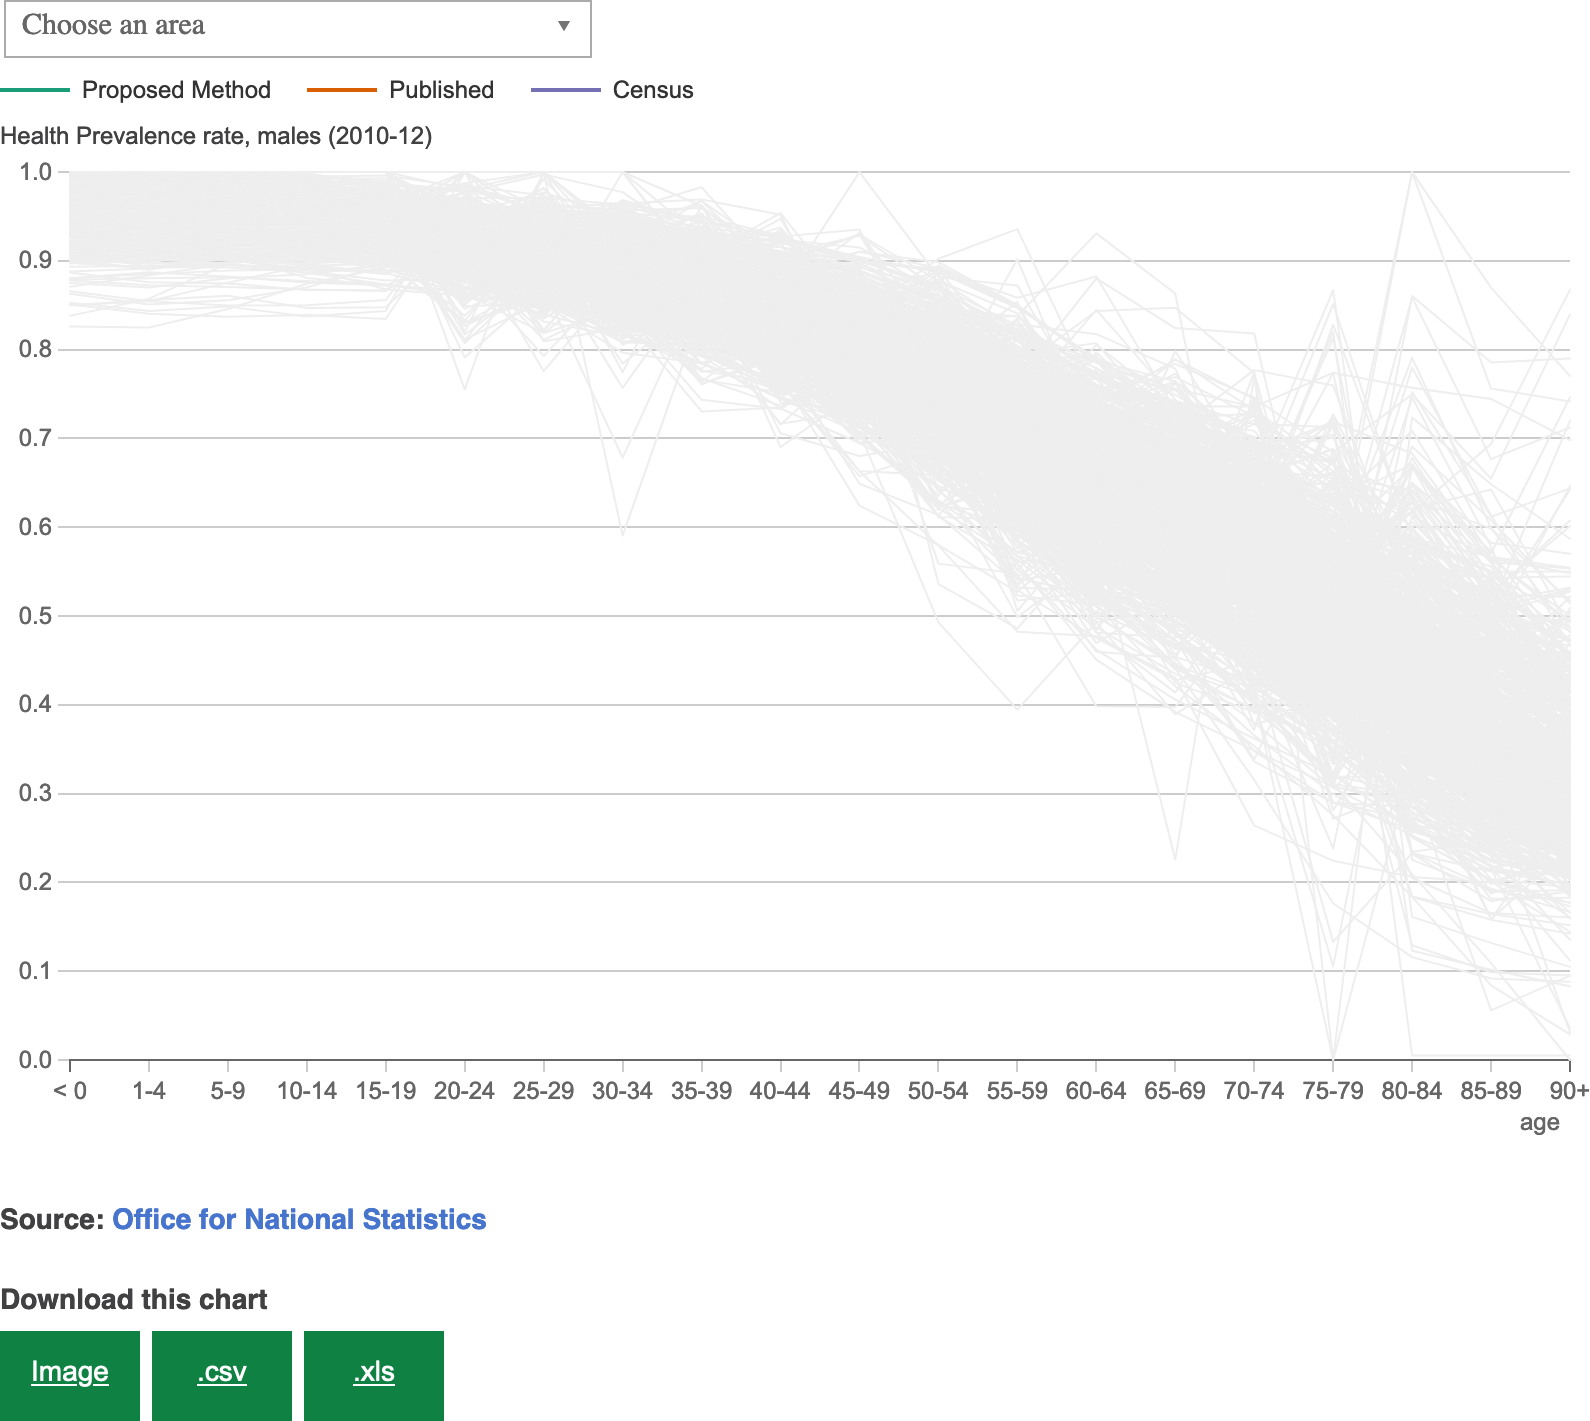 Choose an area
Proposed Method Published Census
Health Prevalence rate, males (2010-12)
1.0
0.9
0.8
0.7
0.6
0.5
0.4
0.3
0.2
0.1
0.0
< 0 1-4 5-9 10-14 15-19 20-24 25-29 30-34 35-39 40-44 45-49 50-54 55-59 60-64 65-69 70-74 75-79 80-84 85-89 90+
age
Source: Office for National Statistics
Download this chart
Image .csv .xls